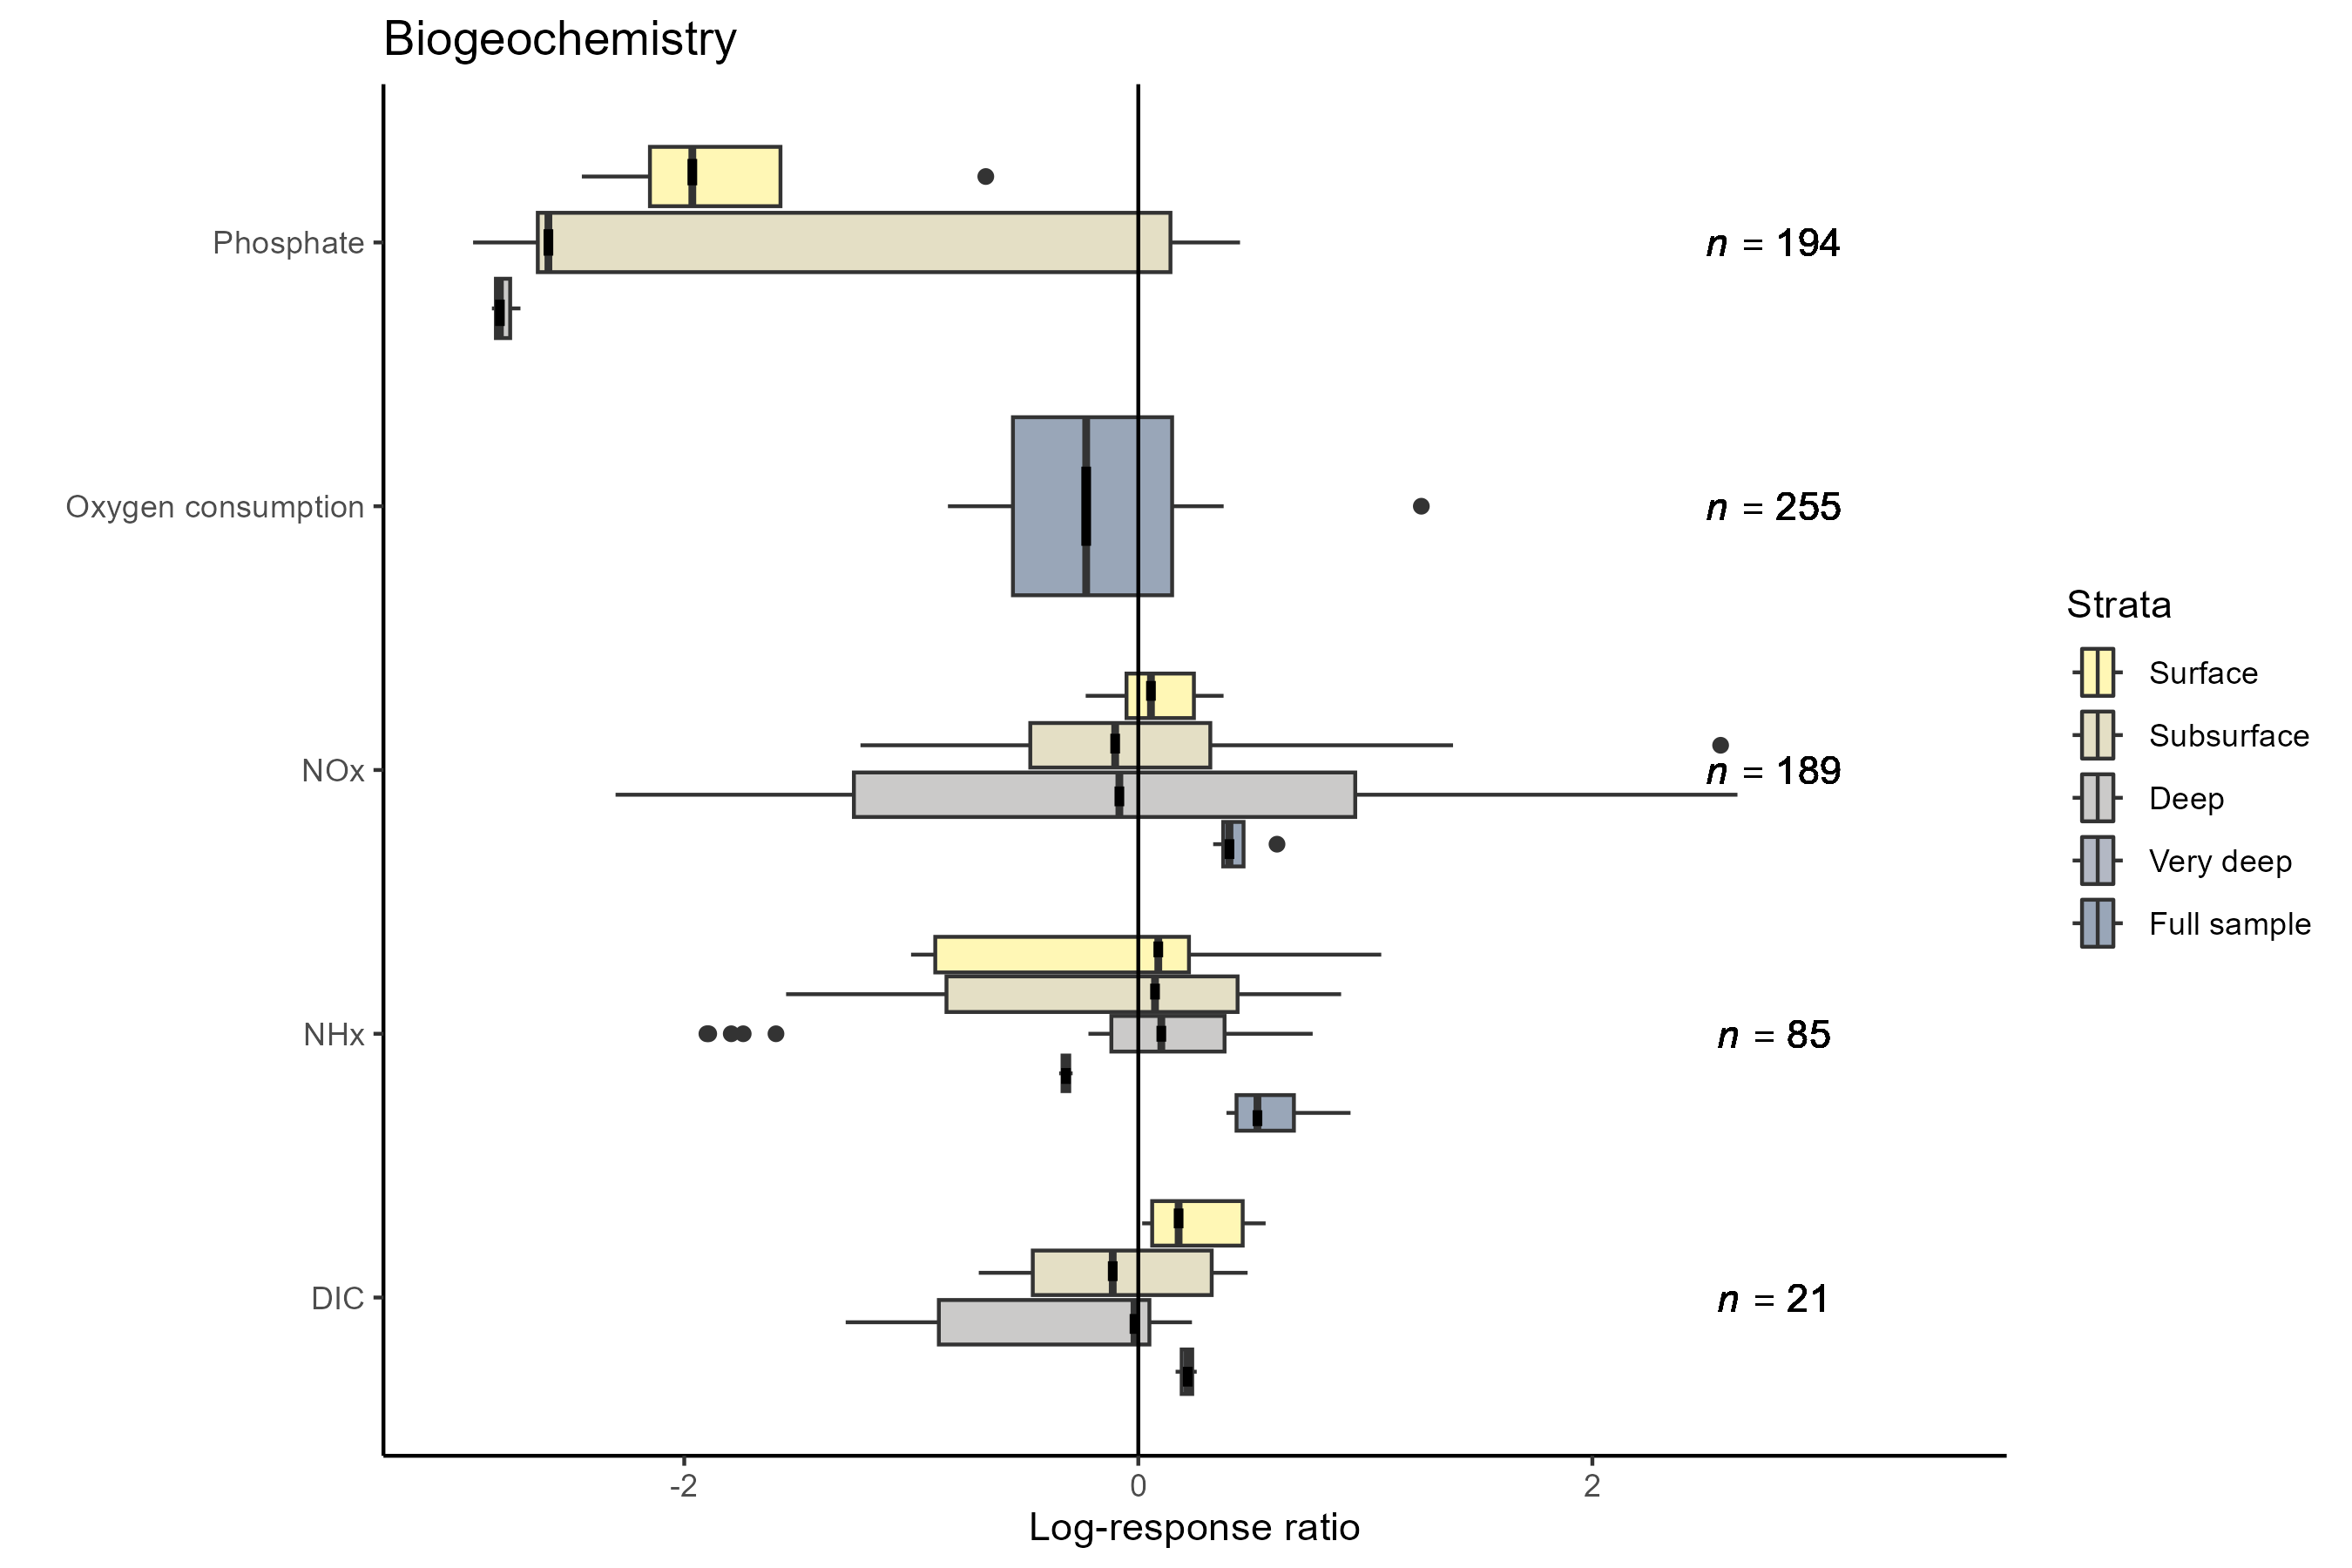 Biogeochemistry
Phosphate
n = 194
Oxygen consumption
n = 255
NOx
n = 189
NHx
n = 85
DIC
n = 21
-2
0
2
Log-response ratio
Strata
Surface
Subsurface
Deep
Very deep
Full sample